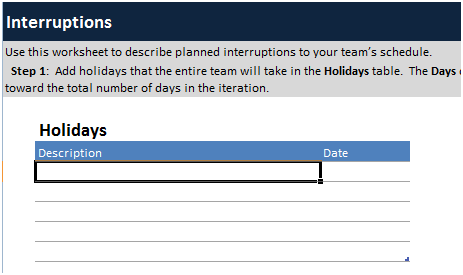 Interruptions
Use this worksheet to describe planned interruptions to your team's schedule.
Step 1: Add holidays that the entire team will take in the Holidays table. The Days
toward the total number of days in the iteration.
Holidays
Description Date